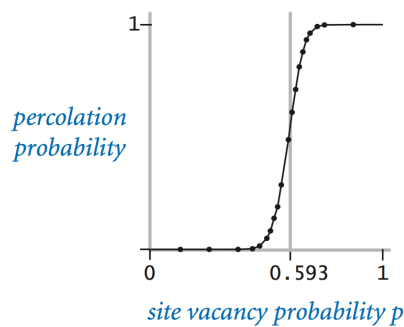 1
percolation
probability
0 0.593 1
site vacancy probability p